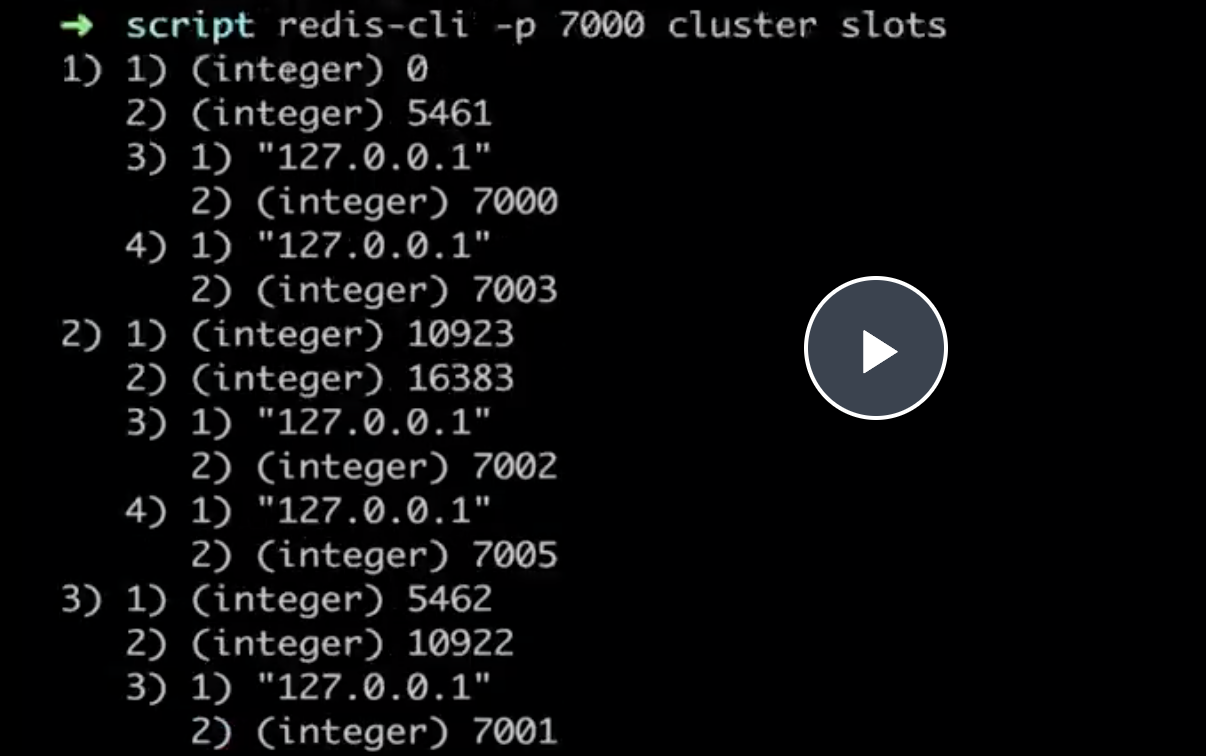 ➜ script redis-cli -p 7000 cluster slots
1) 1) (integer) 0
2) (integer) 5461
3) 1) "127.0.0.1"
2) (integer) 7000
4) 1) "127.0.0.1"
2) (integer) 7003
2) 1) (integer) 10923
2) (integer) 16383
3) 1) "127.0.0.1"
2) (integer) 7002
4) 1) "127.0.0.1"
2) (integer) 7005
3) 1) (integer) 5462
2) (integer) 10922
3) 1) "127.0.0.1"
2) (integer) 7001